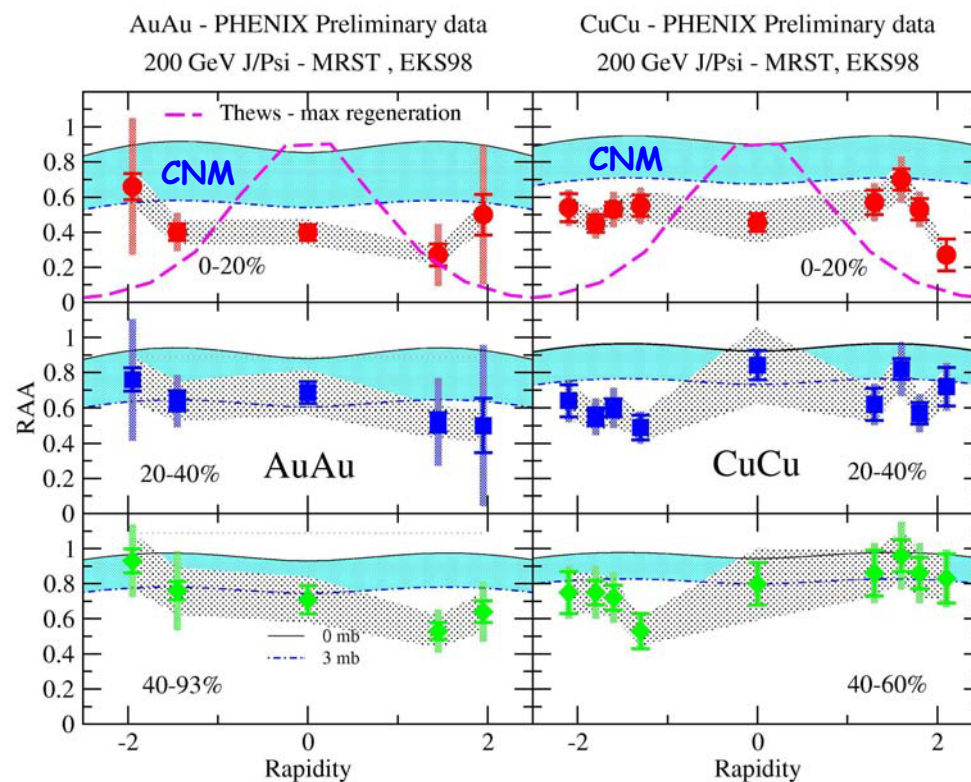 AuAu - PHENIX Preliminary data
200 GeV J/Psi - MRST , EKS98
CuCu - PHENIX Preliminary data
200 GeV J/Psi - MRST, EKS98
Thews - max regeneration
1
0.8
0.6
0.4
0.2
0
CNM
0-20%
CNM
0-20%
1
0.8
0.6
0.4
0.2
0
RAA
20-40%
AuAu
CuCu
20-40%
1
0.8
0.6
0.4
0.2
0
0 mb
3 mb
40-93%
40-60%
-2 0 2
-2 0 2
Rapidity
Rapidity